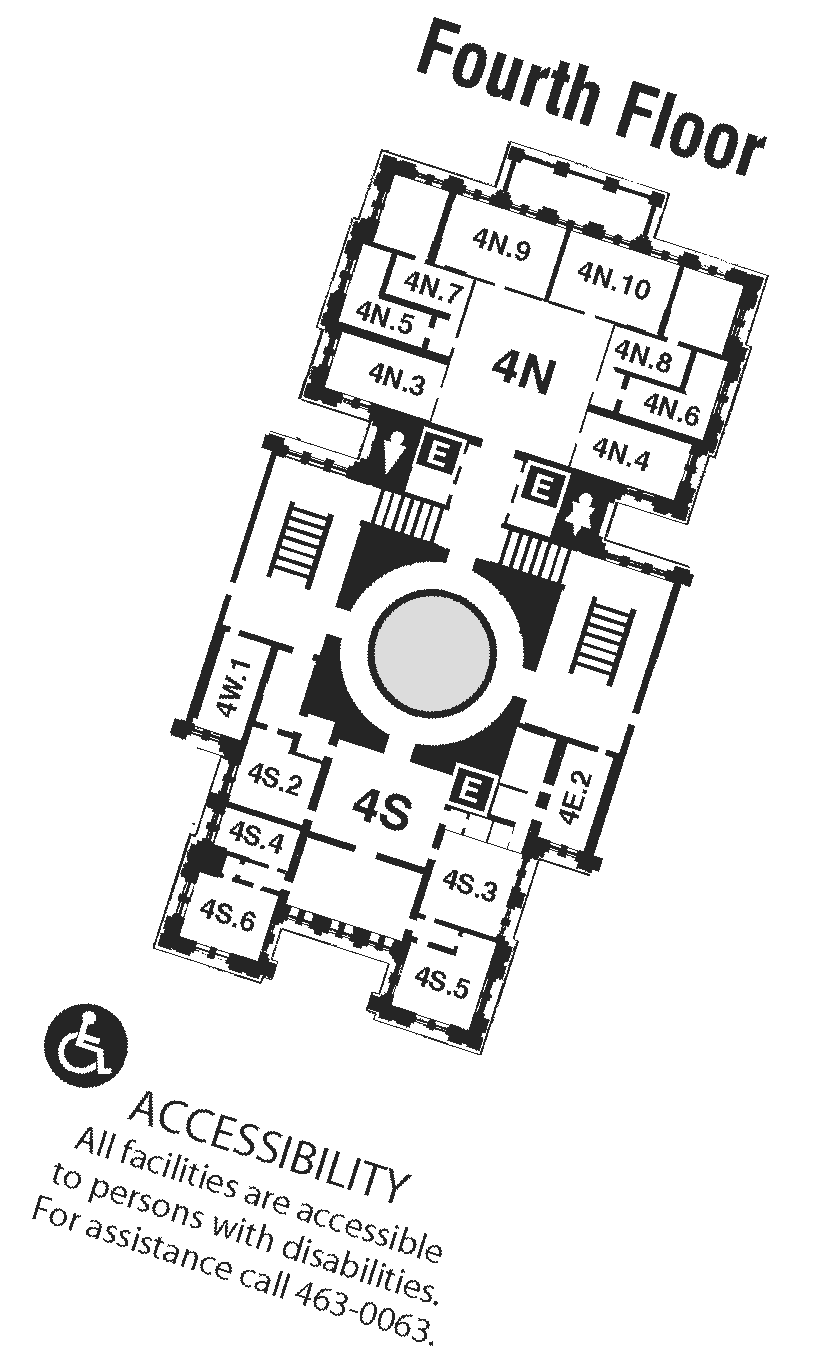 Fourth Floor
4N.9
4N.10
4N.7
4N.5
4N.8
4N.3
4N
4N.6
4N.4
E
E
4W.1
4S.2
4S
E
4E.2
4S.4
4S.3
4S.6
4S.5
ACCESSIBILITY
All facilities are accessible
to persons with disabilities.
For assistance call 463-0063.